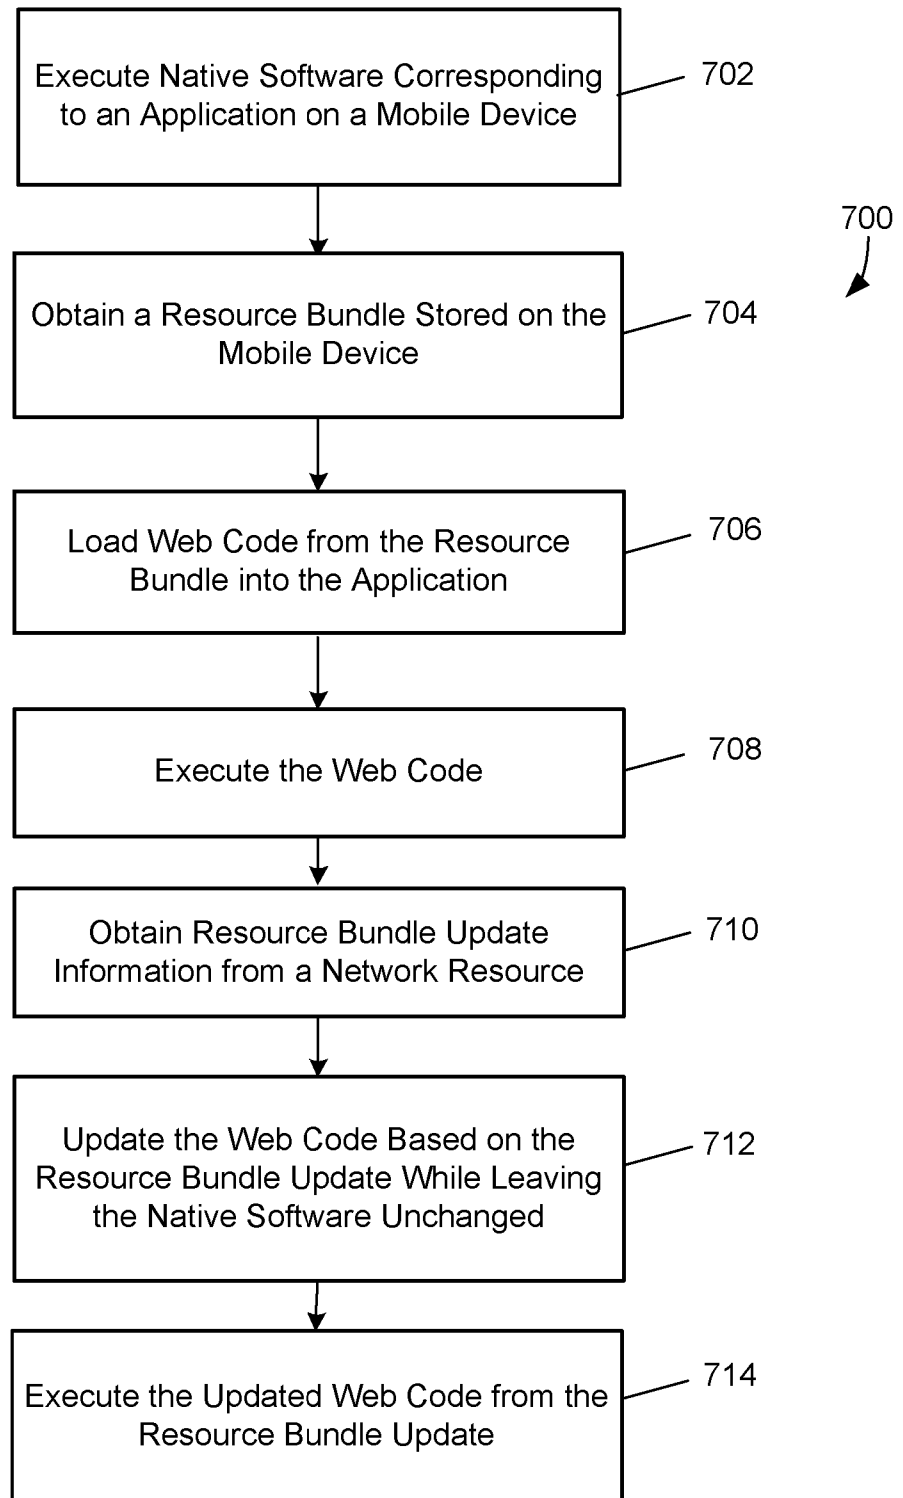 Execute Native Software Corresponding
to an Application on a Mobile Device
702
700
Obtain a Resource Bundle Stored on the
Mobile Device
704
Load Web Code from the Resource
Bundle into the Application
706
Execute the Web Code
708
Obtain Resource Bundle Update
Information from a Network Resource
710
Update the Web Code Based on the
Resource Bundle Update While Leaving
the Native Software Unchanged
712
Execute the Updated Web Code from the
Resource Bundle Update
714